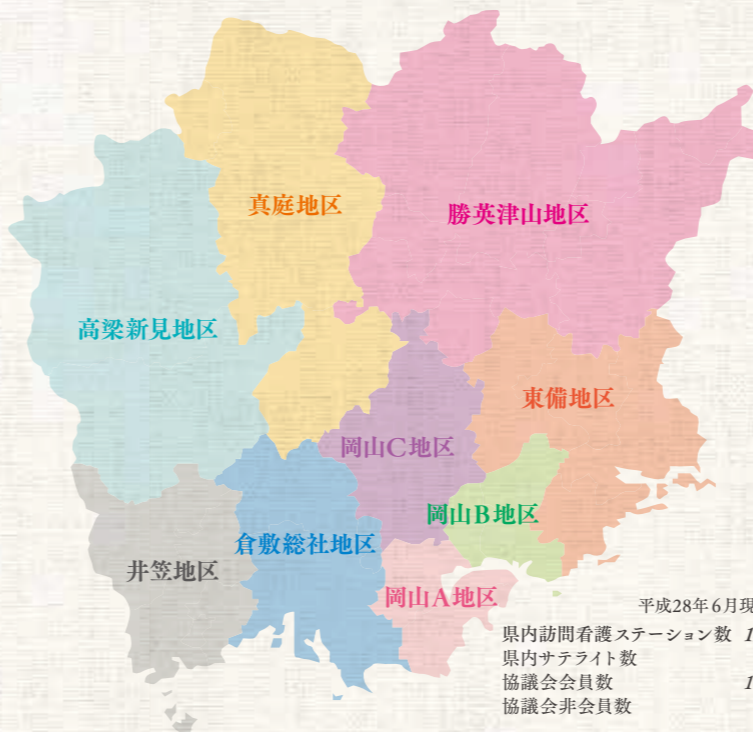 真庭地区
勝英津山地区
高梁新見地区
東備地区
岡山C地区
岡山B地区
倉敷総社地区
井笠地区
岡山A地区
平成28年6月現
県内訪問看護ステーション数 1
県内サテライト数
協議会会員数 1
協議会非会員数